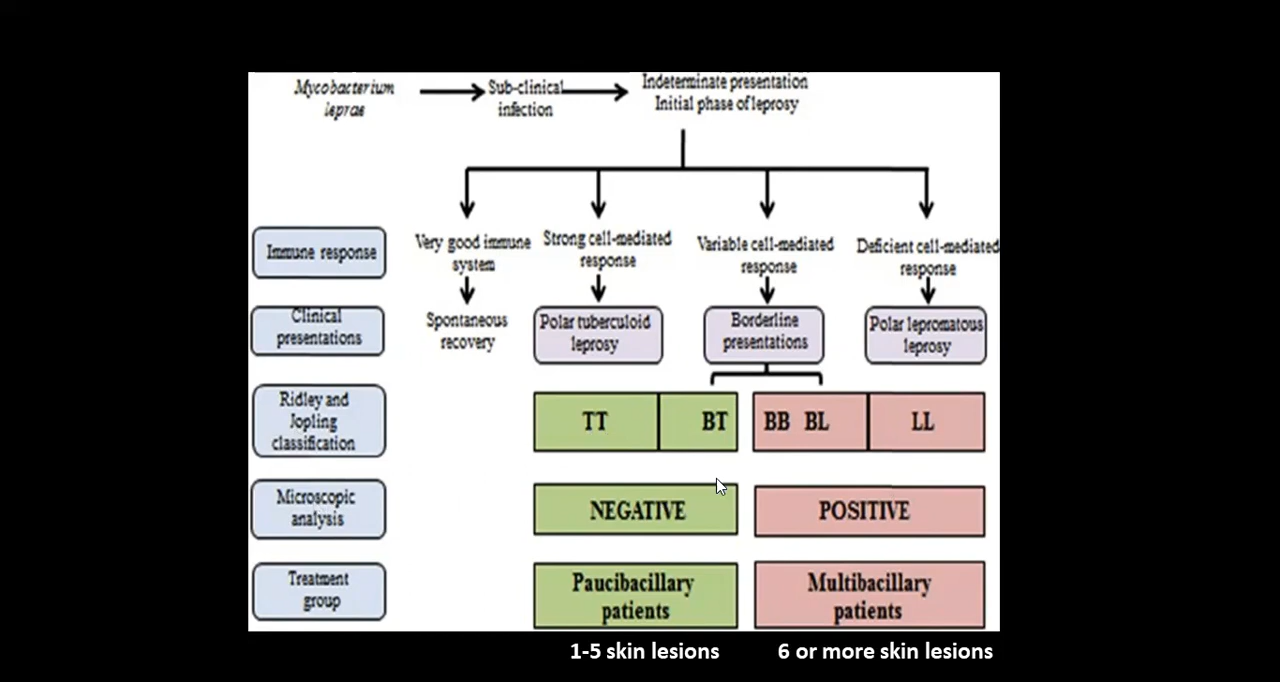 Mycobacterium
leprae
Sub-clinical
infection
Indeterminate presentation
Initial phase of leprosy
Immune response
Very good immune
system
Strong cell-mediated
response
Variable cell-mediated
response
Deficient cell-mediated
response
Clinical
presentations
Spontaneous
recovery
Polar tuberculoid
leprosy
Borderline
presentations
Polar lepromatous
leprosy
Ridley and
Jopling
classification
TT
BT
BB BL
LL
Microscopic
analysis
NEGATIVE
POSITIVE
Treatment
group
Paucibacillary
patients
Multibacillary
patients
1-5 skin lesions
6 or more skin lesions